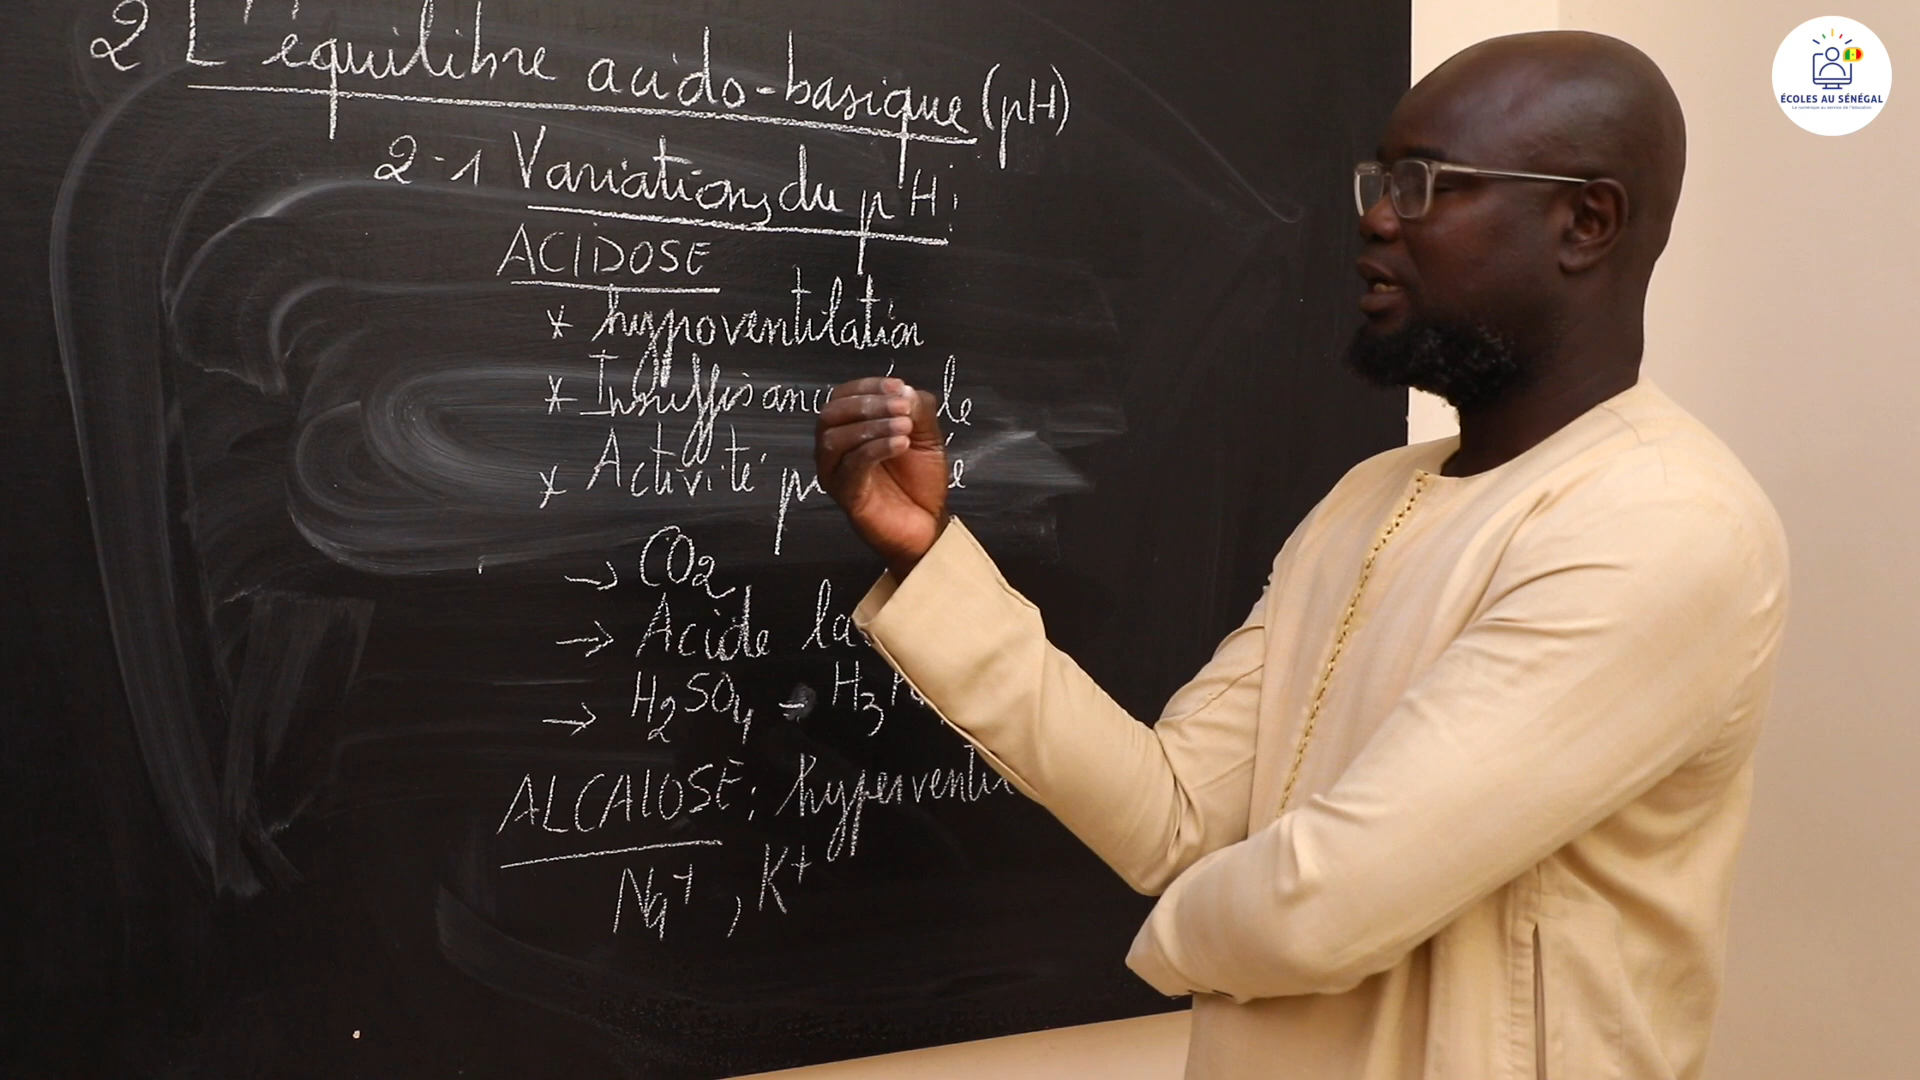 2 L'équilibre acido-basique (pH)
2-1 Variations du pH:
ACIDOSE
* hypoventilation
* Insuffisance
* Activité
→ CO2
→ Acide
→ H2SO4 -
ALCALOSE:
Na+, K+
ÉCOLES AU SÉNÉGAL